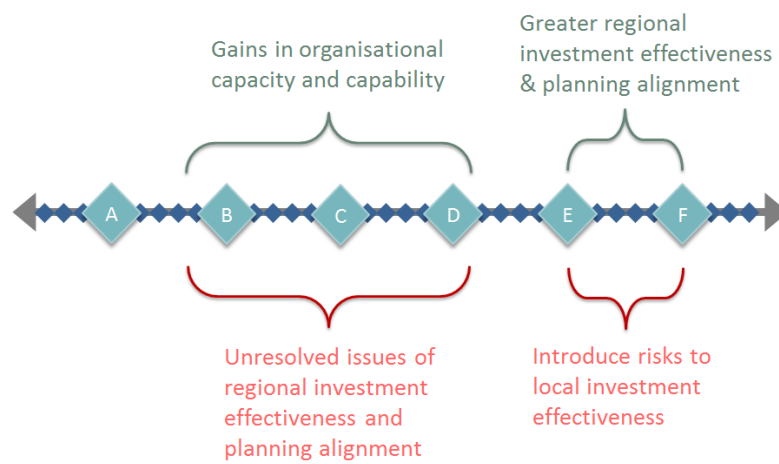 Gains in organisational
capacity and capability
Greater regional
investment effectiveness
& planning alignment
A
B
C
D
E
F
Unresolved issues of
regional investment
effectiveness and
planning alignment
Introduce risks to
local investment
effectiveness